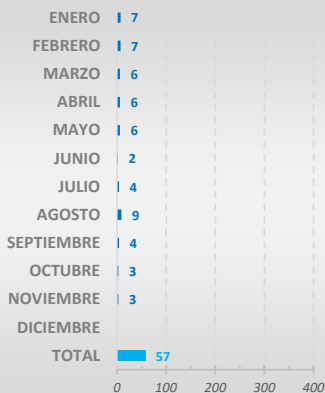 ENERO 7
FEBRERO 7
MARZO 6
ABRIL 6
MAYO 6
JUNIO 2
JULIO 4
AGOSTO 9
SEPTIEMBRE 4
OCTUBRE 3
NOVIEMBRE 3
DICIEMBRE
TOTAL 57
0 100 200 300 400